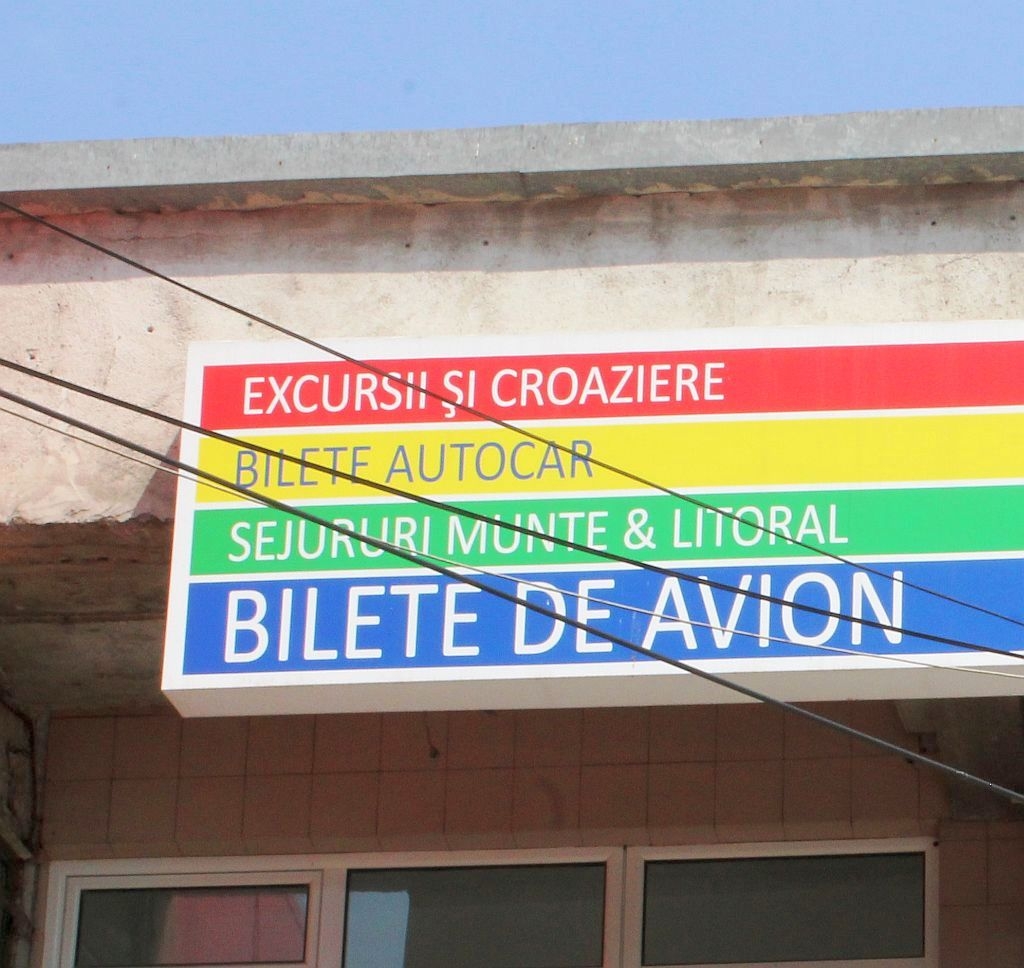 EXCURSII ŞI CROAZIERE
BILETE AUTOCAR
SEJURURI MUNTE & LITORAL
BILETE DE AVION